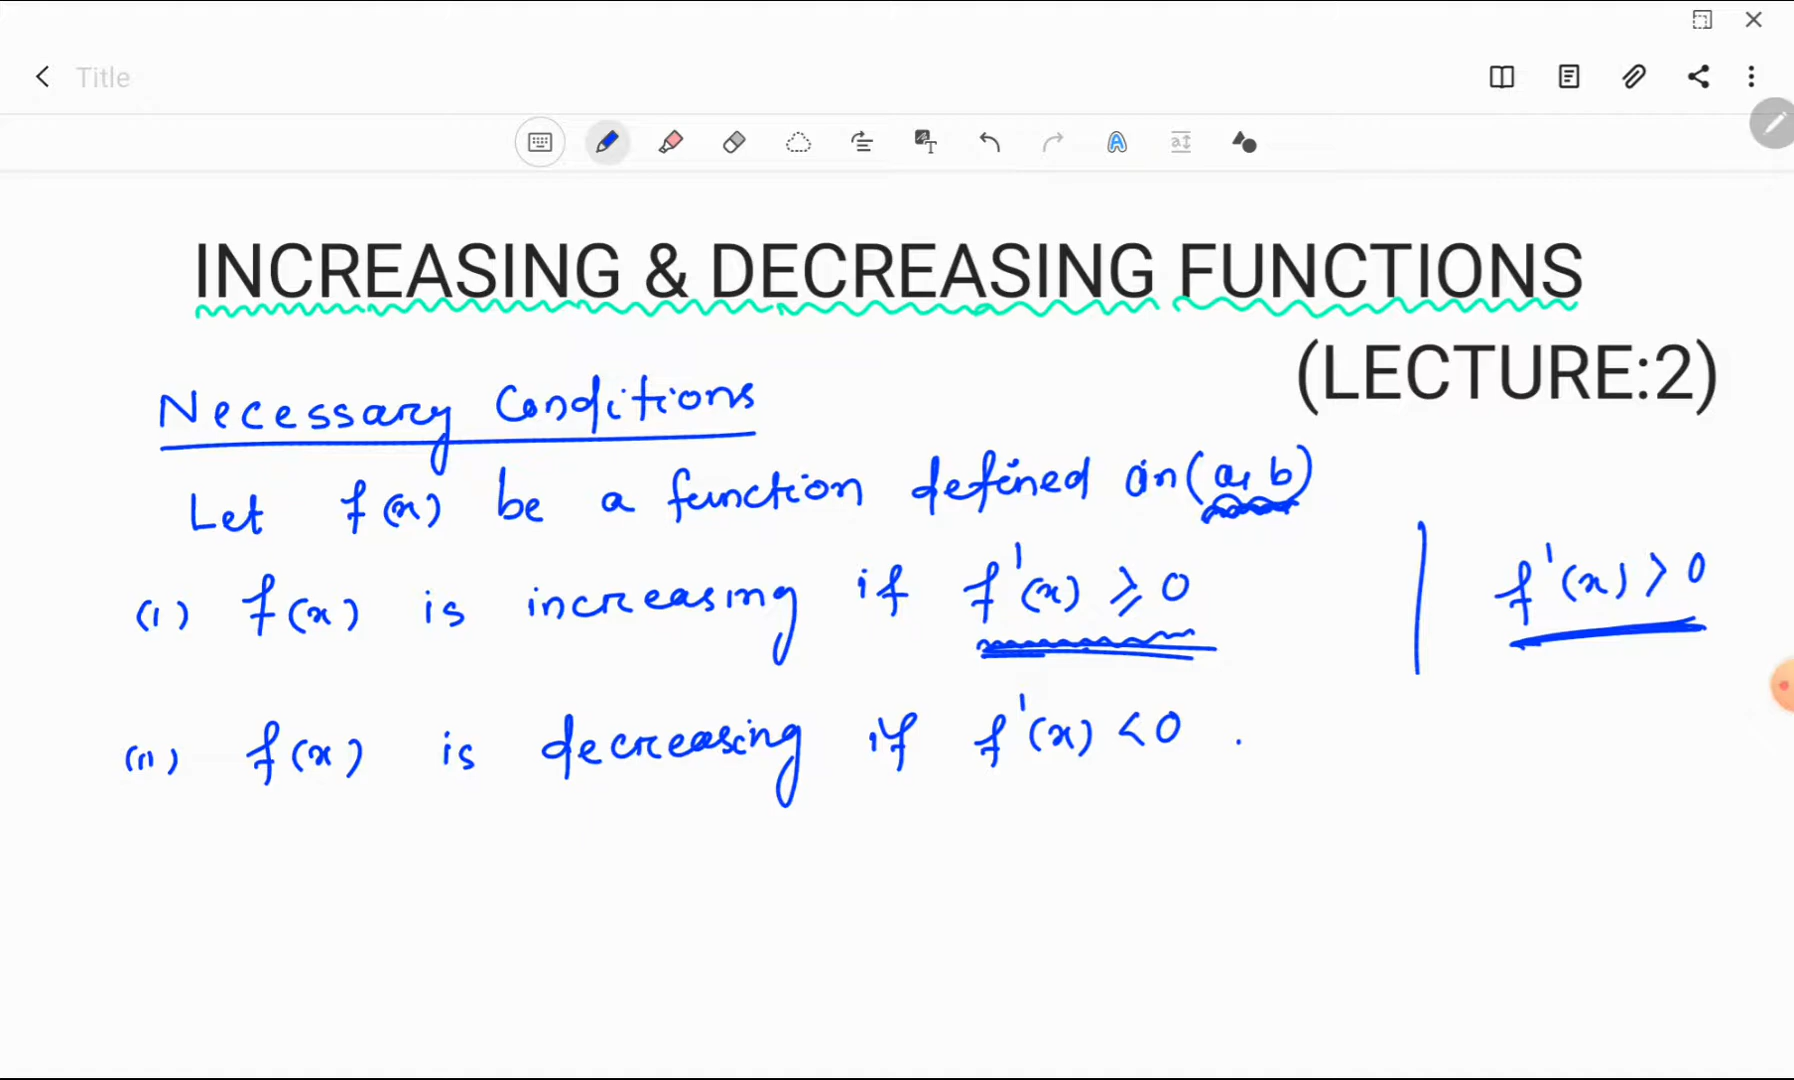 Title
INCREASING & DECREASING FUNCTIONS
(LECTURE:2)
Necessary Conditions
Let f(x) be a function defined on (a, b)
(i) f(x) is increasing if f'(x) ⩾ 0 | f'(x) > 0
(ii) f(x) is decreasing if f'(x) < 0 .